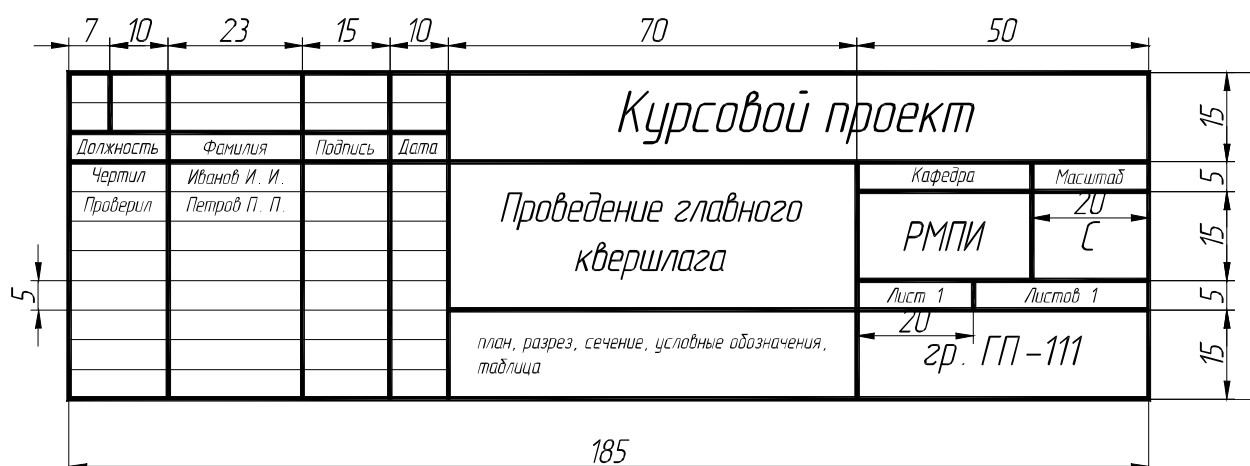 7 10 23 15 10 70 50
Курсовой проект
15
Должность Фамилия Подпись Дата
Чертил Иванов И. И.
Проверил Петров П. П.
Проведение главного
квершлага
Кафедра Масштаб
5
20
РМПИ С
15
5
Лист 1 Листов 1
5
20
план, разрез, сечение, условные обозначения,
таблица
гр. ГП-111
15
185